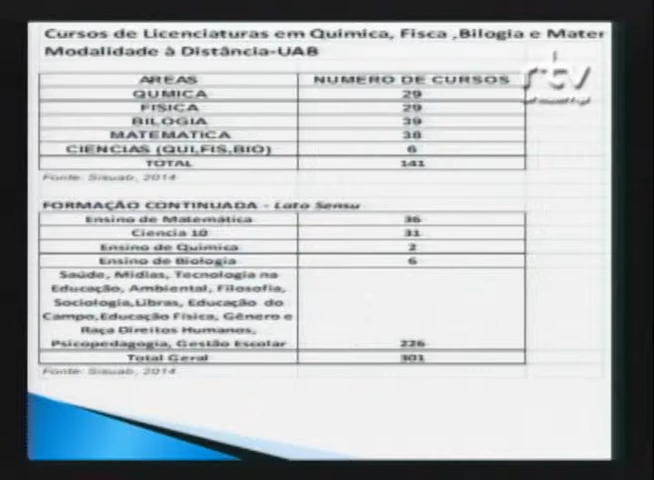 Cursos de Licenciaturas em Quimica, Fisca ,Bilogia e Mater
Modalidade à Distância-UAB
AREAS NUMERO DE CURSOS
QUMICA 29
FISICA 29
BILOGIA 39
MATEMATICA 38
CIENCIAS (QUI,FIS,BIO) 6
TOTAL 141
Fonte: Sisuab, 2014
FORMAÇÃO CONTINUADA - Lato Sensu
Ensino de Matemática 36
Ciencia 10 31
Ensino de Quimica 2
Ensino de Biologia 6
Saúde, Mídias, Tecnologia na
Educação, Ambiental, Filosofia,
Sociologia,Libras, Educação do
Campo,Educação Física, Gênero e
Raça Direitos Humanos,
Psicopedagogia, Gestão Escolar 226
Total Geral 301
Fonte: Sisuab, 2014
rtv